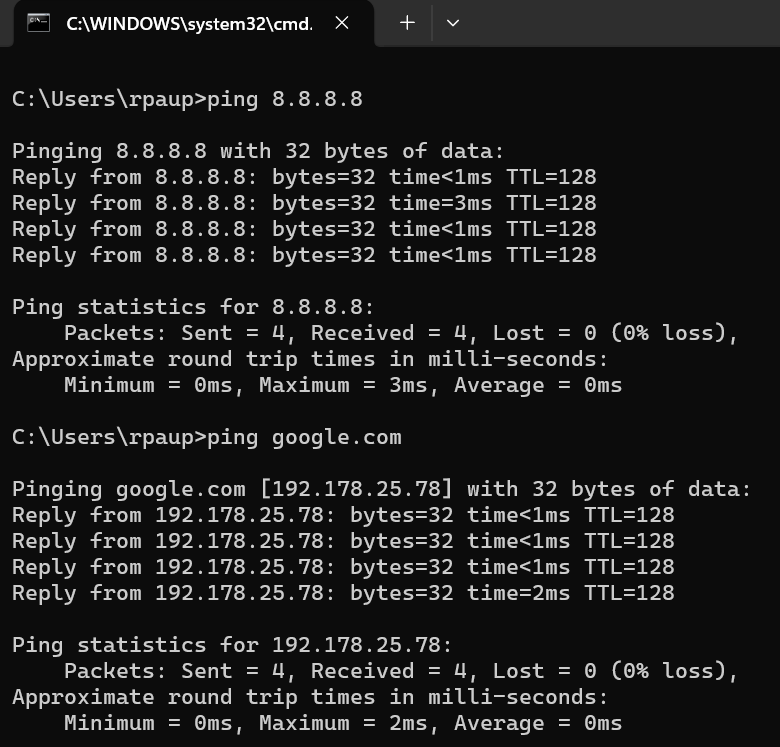 C:\WINDOWS\system32\cmd.
C:\Users\rpaup>ping 8.8.8.8
Pinging 8.8.8.8 with 32 bytes of data:
Reply from 8.8.8.8: bytes=32 time<1ms TTL=128
Reply from 8.8.8.8: bytes=32 time=3ms TTL=128
Reply from 8.8.8.8: bytes=32 time<1ms TTL=128
Reply from 8.8.8.8: bytes=32 time<1ms TTL=128
Ping statistics for 8.8.8.8:
    Packets: Sent = 4, Received = 4, Lost = 0 (0% loss),
Approximate round trip times in milli-seconds:
    Minimum = 0ms, Maximum = 3ms, Average = 0ms
C:\Users\rpaup>ping google.com
Pinging google.com [192.178.25.78] with 32 bytes of data:
Reply from 192.178.25.78: bytes=32 time<1ms TTL=128
Reply from 192.178.25.78: bytes=32 time<1ms TTL=128
Reply from 192.178.25.78: bytes=32 time<1ms TTL=128
Reply from 192.178.25.78: bytes=32 time=2ms TTL=128
Ping statistics for 192.178.25.78:
    Packets: Sent = 4, Received = 4, Lost = 0 (0% loss),
Approximate round trip times in milli-seconds:
    Minimum = 0ms, Maximum = 2ms, Average = 0ms